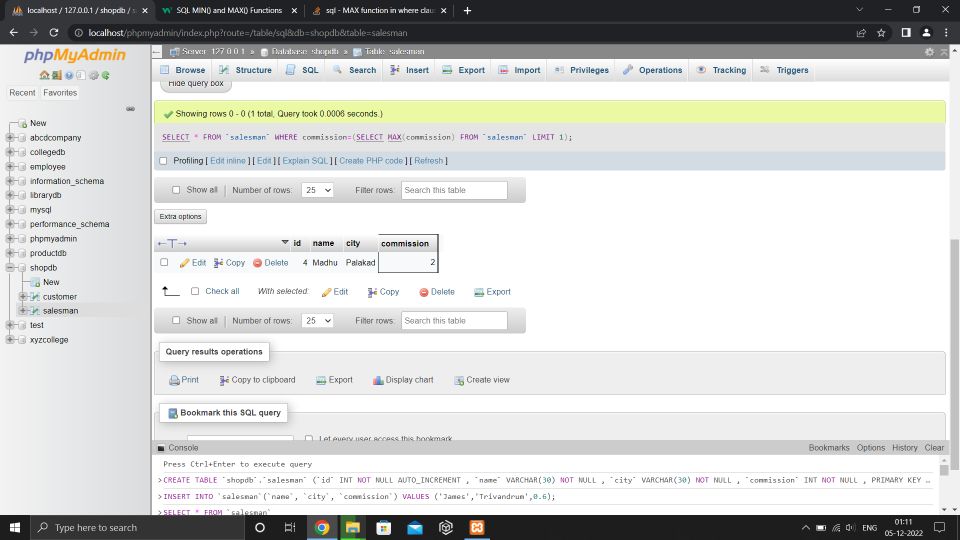 localhost / 127.0.0.1 / shopdb / s
SQL MIN() and MAX() Functions
sql - MAX function in where clau
localhost/phpmyadmin/index.php?route=/table/sql&db=shopdb&table=salesman
phpMyAdmin
Recent Favorites
New
abcdcompany
collegedb
employee
information_schema
librarydb
mysql
performance_schema
phpmyadmin
productdb
shopdb
New
customer
salesman
test
xyzcollege
Server: 127.0.0.1 » Database: shopdb » Table: salesman
Browse Structure SQL Search Insert Export Import Privileges Operations Tracking Triggers
Hide query box
Showing rows 0 - 0 (1 total, Query took 0.0006 seconds.)
SELECT * FROM `salesman` WHERE commission=(SELECT MAX(commission) FROM `salesman` LIMIT 1);
Profiling [ Edit inline ] [ Edit ] [ Explain SQL ] [ Create PHP code ] [ Refresh ]
Show all Number of rows: 25 Filter rows: Search this table
Extra options
←T→ id name city commission
Edit Copy Delete 4 Madhu Palakad 2
Check all With selected: Edit Copy Delete Export
Show all Number of rows: 25 Filter rows: Search this table
Query results operations
Print Copy to clipboard Export Display chart Create view
Bookmark this SQL query
Let every user access this bookmark
Console Bookmarks Options History Clear
Press Ctrl+Enter to execute query
>CREATE TABLE `shopdb`.`salesman` (`id` INT NOT NULL AUTO_INCREMENT , `name` VARCHAR(30) NOT NULL , `city` VARCHAR(30) NOT NULL , `commission` INT NOT NULL , PRIMARY KEY …
>INSERT INTO `salesman`(`name`, `city`, `commission`) VALUES ('James','Trivandrum',0.6);
>SELECT * FROM `salesman`
Type here to search
ENG
01:11
05-12-2022